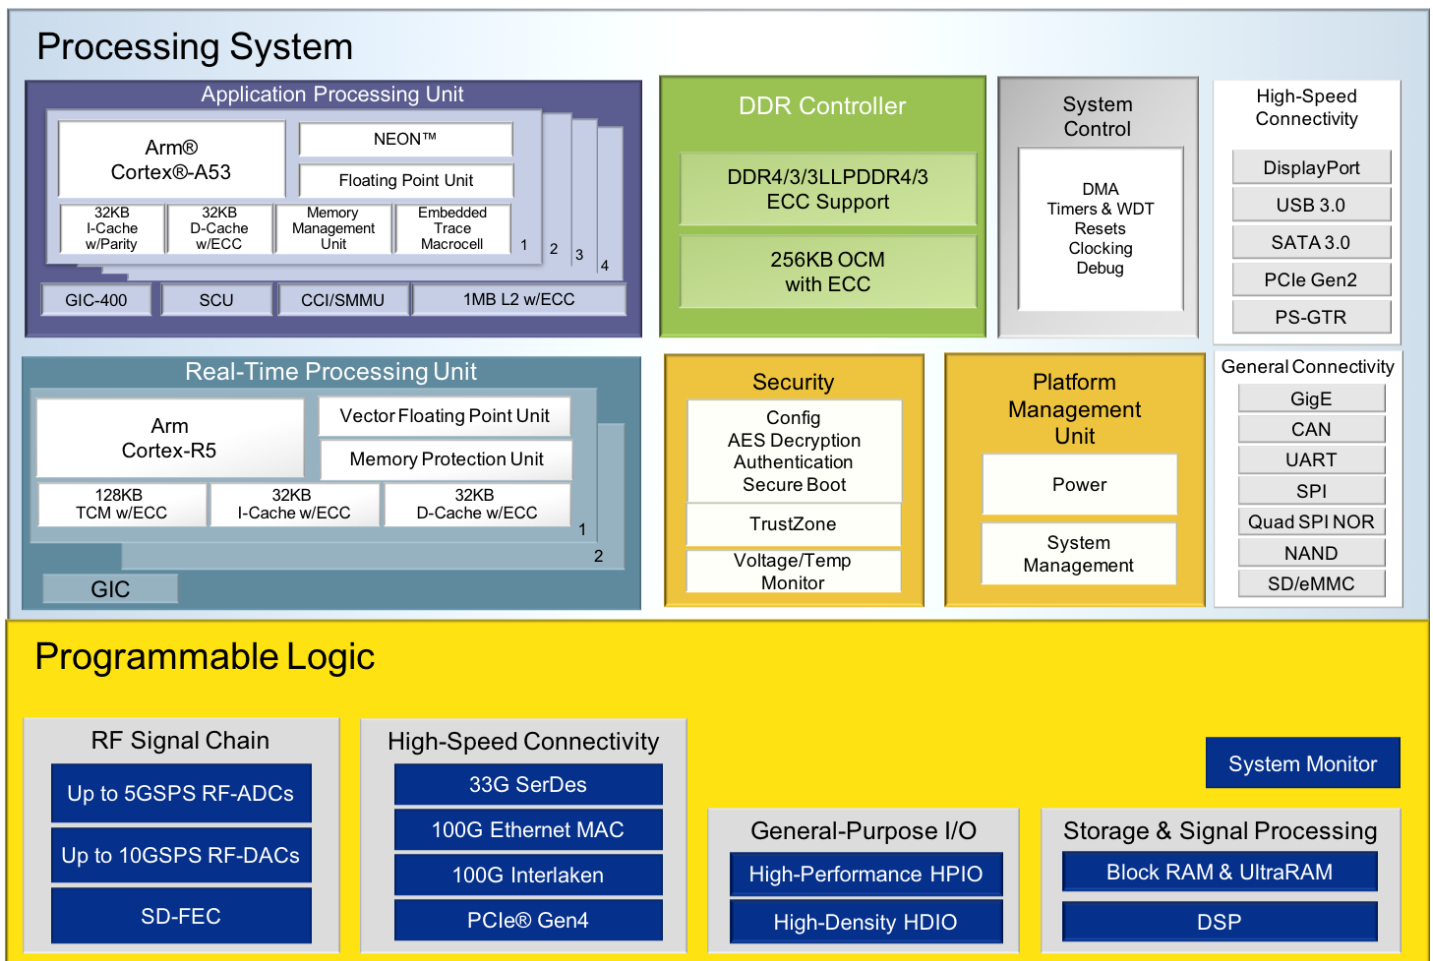 Processing System
Application Processing Unit
Arm®
Cortex®-A53
NEON™
Floating Point Unit
32KB
I-Cache
w/Parity
32KB
D-Cache
w/ECC
Memory
Management
Unit
Embedded
Trace
Macrocell
1
2
3
4
GIC-400
SCU
CCI/SMMU
1MB L2 w/ECC
DDR Controller
DDR4/3/3LLPDDR4/3
ECC Support
256KB OCM
with ECC
System
Control
DMA
Timers & WDT
Resets
Clocking
Debug
High-Speed
Connectivity
DisplayPort
USB 3.0
SATA 3.0
PCIe Gen2
PS-GTR
Real-Time Processing Unit
Arm
Cortex-R5
Vector Floating Point Unit
Memory Protection Unit
128KB
TCM w/ECC
32KB
I-Cache w/ECC
32KB
D-Cache w/ECC
1
2
GIC
Security
Config
AES Decryption
Authentication
Secure Boot
TrustZone
Voltage/Temp
Monitor
Platform
Management
Unit
Power
System
Management
General Connectivity
GigE
CAN
UART
SPI
Quad SPI NOR
NAND
SD/eMMC
Programmable Logic
RF Signal Chain
Up to 5GSPS RF-ADCs
Up to 10GSPS RF-DACs
SD-FEC
High-Speed Connectivity
33G SerDes
100G Ethernet MAC
100G Interlaken
PCIe® Gen4
General-Purpose I/O
High-Performance HPIO
High-Density HDIO
System Monitor
Storage & Signal Processing
Block RAM & UltraRAM
DSP